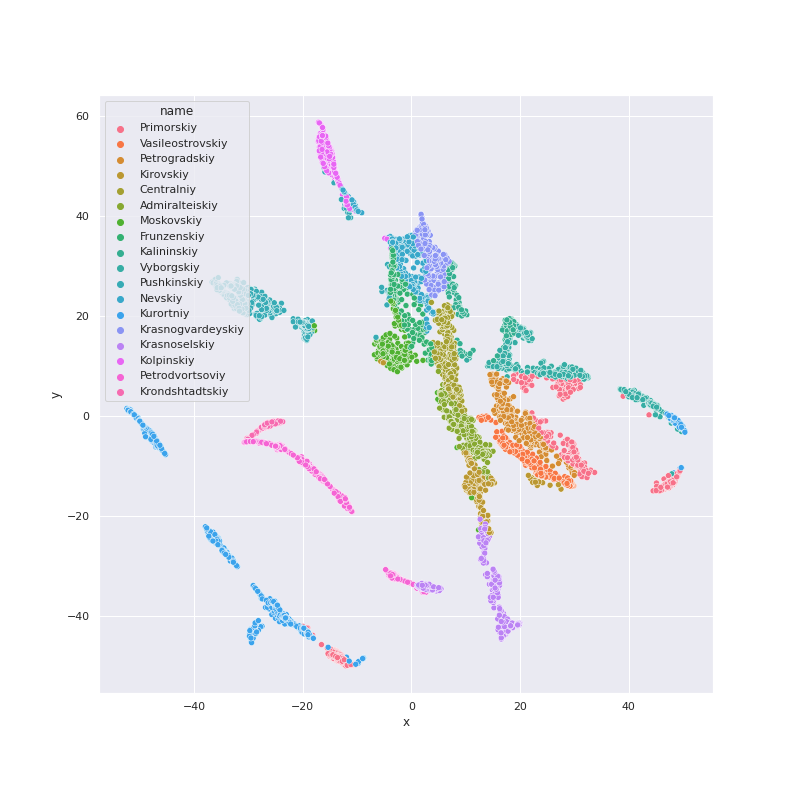 name
Primorskiy
Vasileostrovskiy
Petrogradskiy
Kirovskiy
Centralniy
Admiralteiskiy
Moskovskiy
Frunzenskiy
Kalininskiy
Vyborgskiy
Pushkinskiy
Nevskiy
Kurortniy
Krasnogvardeyskiy
Krasnoselskiy
Kolpinskiy
Petrodvortsoviy
Krondshtadtskiy
60
40
20
0
−20
−40
y
−40 −20 0 20 40
x